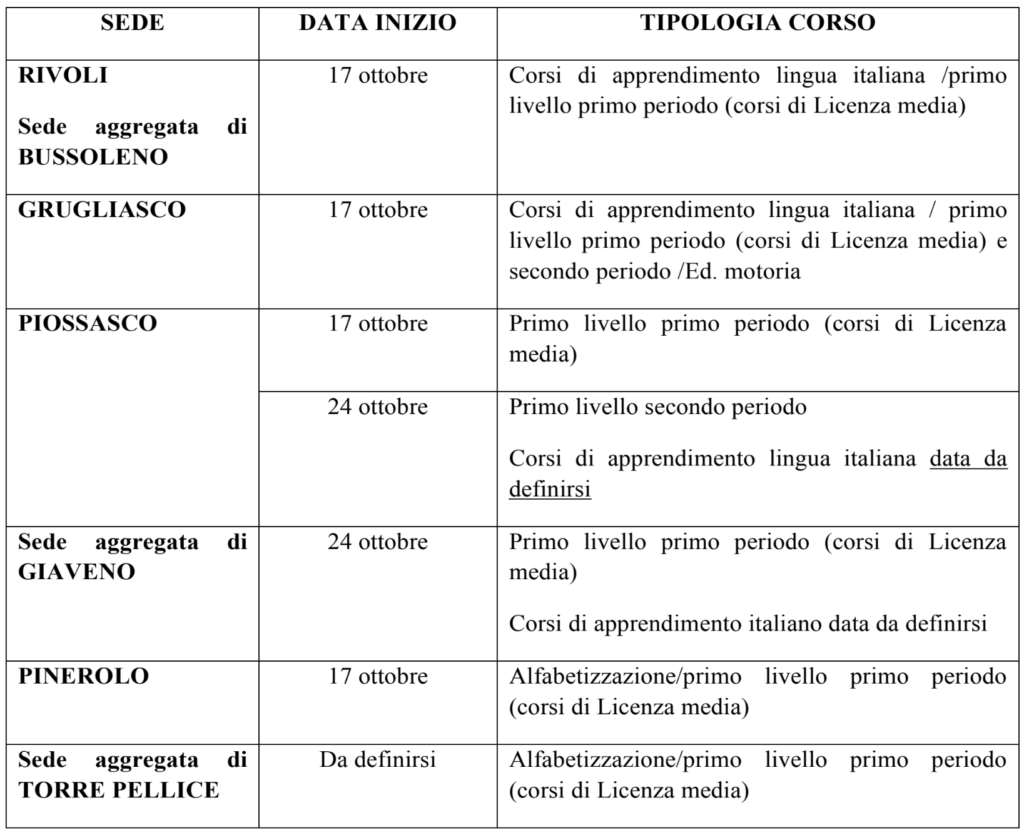 SEDE DATA INIZIO TIPOLOGIA CORSO
RIVOLI 17 ottobre Corsi di apprendimento lingua italiana /primo
livello primo periodo (corsi di Licenza media)
Sede aggregata di
BUSSOLENO
GRUGLIASCO 17 ottobre Corsi di apprendimento lingua italiana / primo
livello primo periodo (corsi di Licenza media) e
secondo periodo /Ed. motoria
PIOSSASCO 17 ottobre Primo livello primo periodo (corsi di Licenza
media)
24 ottobre Primo livello secondo periodo
Corsi di apprendimento lingua italiana data da
definirsi
Sede aggregata di 24 ottobre Primo livello primo periodo (corsi di Licenza
GIAVENO media)
Corsi di apprendimento italiano data da definirsi
PINEROLO 17 ottobre Alfabetizzazione/primo livello primo periodo
(corsi di Licenza media)
Sede aggregata di Da definirsi Alfabetizzazione/primo livello primo periodo
TORRE PELLICE (corsi di Licenza media)